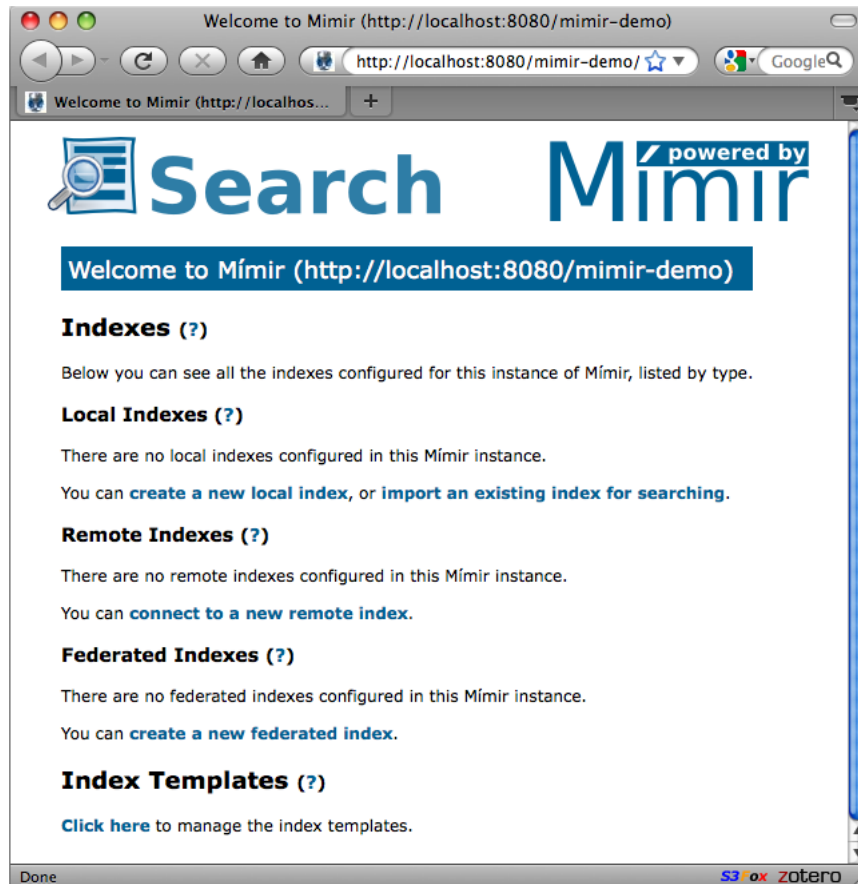 Welcome to Mimir (http://localhost:8080/mimir-demo)
http://localhost:8080/mimir-demo/
Google
Welcome to Mimir (http://localhos...
Search
powered by
Mímir
Welcome to Mímir (http://localhost:8080/mimir-demo)
Indexes (?)
Below you can see all the indexes configured for this instance of Mímir, listed by type.
Local Indexes (?)
There are no local indexes configured in this Mímir instance.
You can create a new local index, or import an existing index for searching.
Remote Indexes (?)
There are no remote indexes configured in this Mímir instance.
You can connect to a new remote index.
Federated Indexes (?)
There are no federated indexes configured in this Mímir instance.
You can create a new federated index.
Index Templates (?)
Click here to manage the index templates.
Done
S3Fox zotero